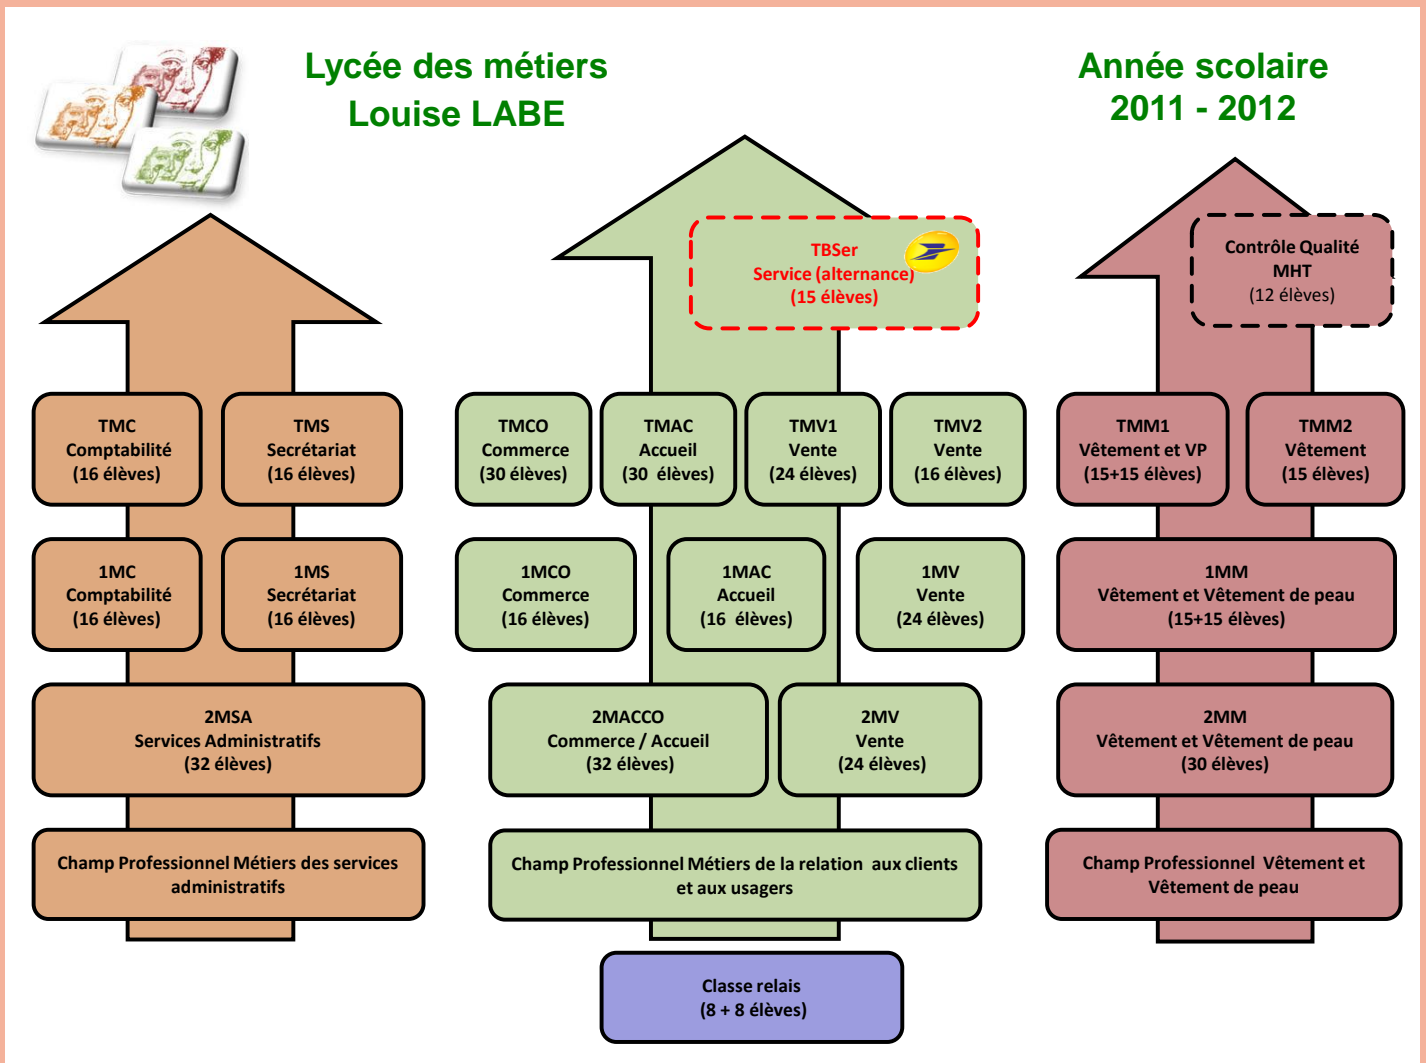 Lycée des métiers
Louise LABE
Année scolaire
2011 - 2012
TBSer
Service (alternance)
(15 élèves)
Contrôle Qualité
MHT
(12 élèves)
TMC
Comptabilité
(16 élèves)
TMS
Secrétariat
(16 élèves)
TMCO
Commerce
(30 élèves)
TMAC
Accueil
(30 élèves)
TMV1
Vente
(24 élèves)
TMV2
Vente
(16 élèves)
TMM1
Vêtement et VP
(15+15 élèves)
TMM2
Vêtement
(15 élèves)
1MC
Comptabilité
(16 élèves)
1MS
Secrétariat
(16 élèves)
1MCO
Commerce
(16 élèves)
1MAC
Accueil
(16 élèves)
1MV
Vente
(24 élèves)
1MM
Vêtement et Vêtement de peau
(15+15 élèves)
2MSA
Services Administratifs
(32 élèves)
2MACCO
Commerce / Accueil
(32 élèves)
2MV
Vente
(24 élèves)
2MM
Vêtement et Vêtement de peau
(30 élèves)
Champ Professionnel Métiers des services
administratifs
Champ Professionnel Métiers de la relation aux clients
et aux usagers
Champ Professionnel Vêtement et
Vêtement de peau
Classe relais
(8 + 8 élèves)